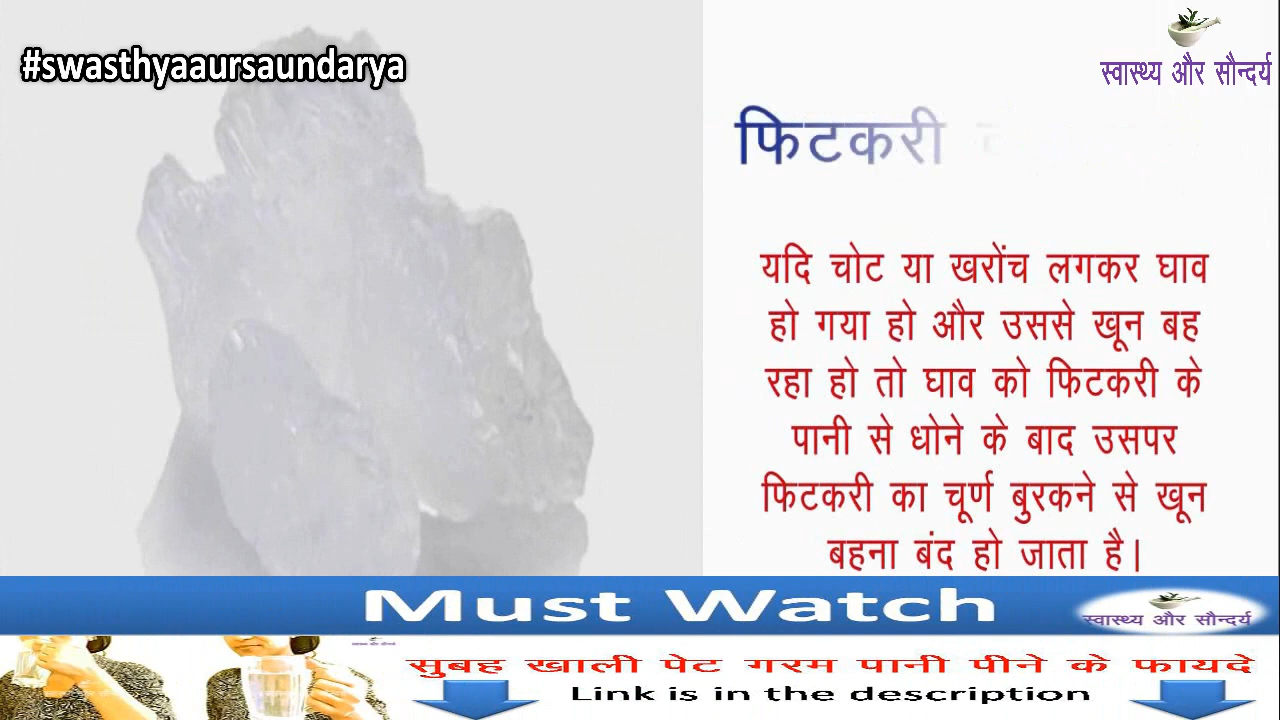 #swasthyaaursaundarya
स्वास्थ्य और सौन्दर्य
फिटकरी
यदि चोट या खरोंच लगकर घाव
हो गया हो और उससे खून बह
रहा हो तो घाव को फिटकरी के
पानी से धोने के बाद उसपर
फिटकरी का चूर्ण बुरकने से खून
बहना बंद हो जाता है।
Must Watch
स्वास्थ्य और सौन्दर्य
सुबह खाली पेट गरम पानी पीने के फायदे
Link is in the description